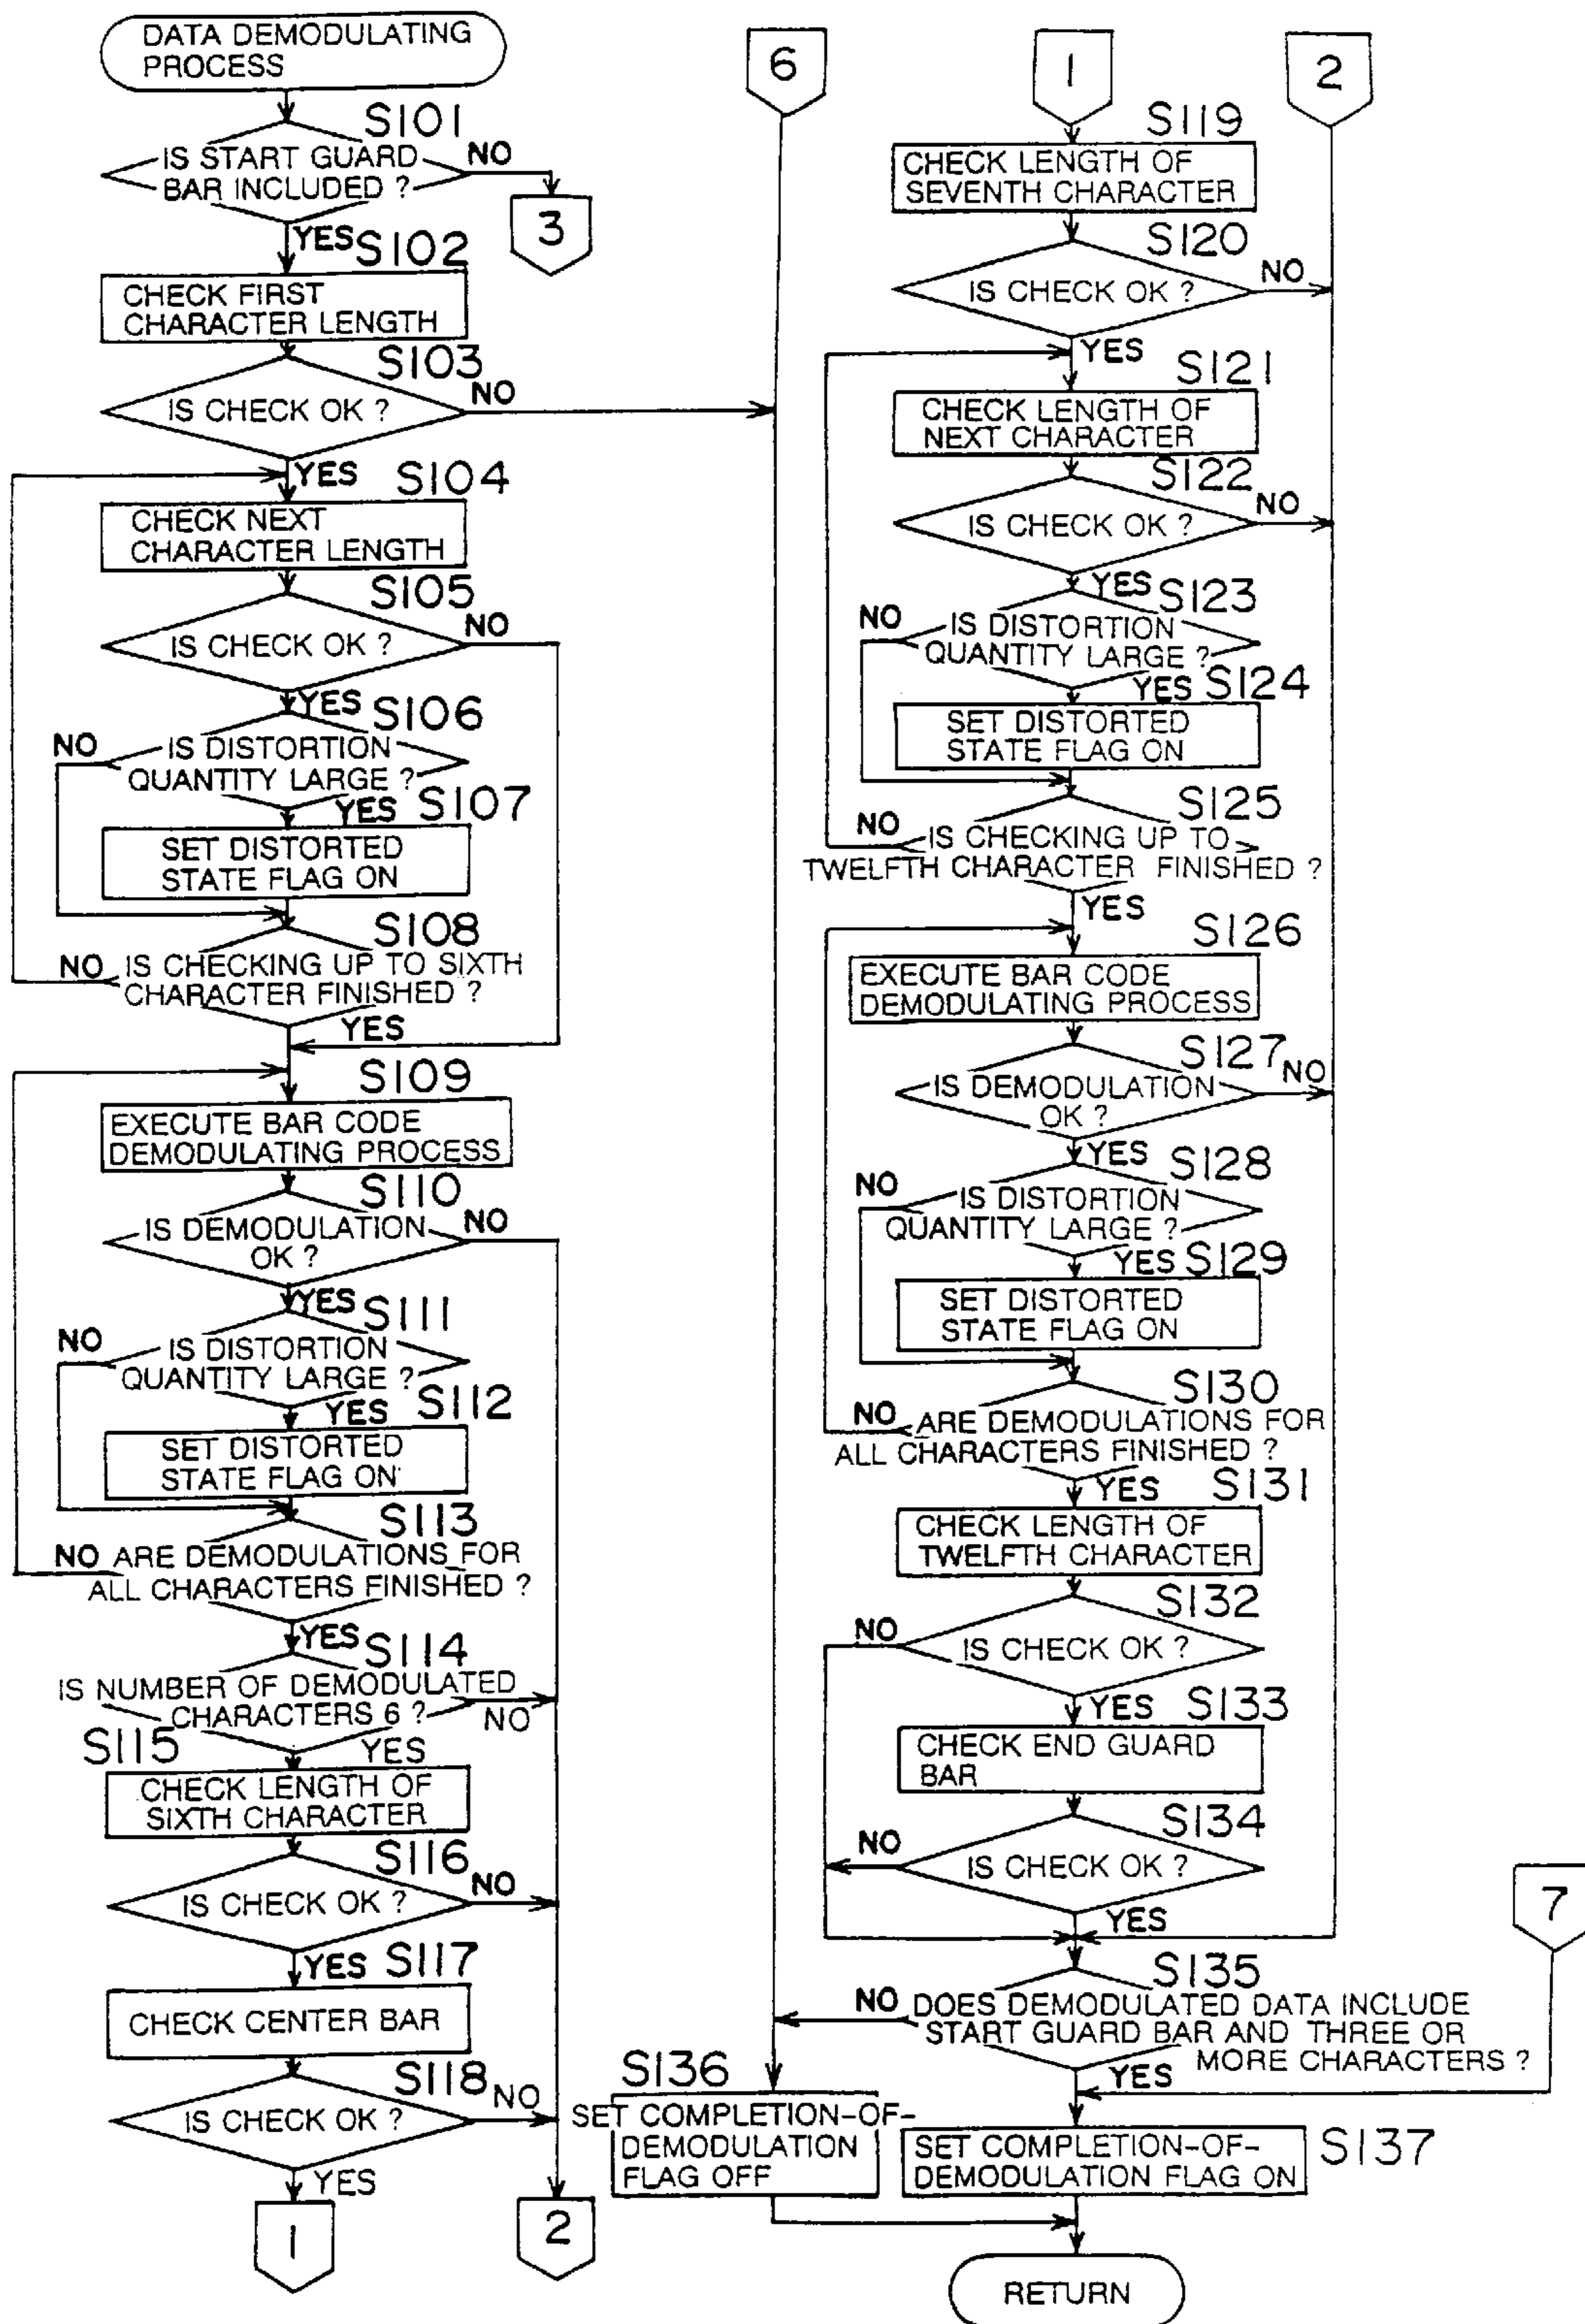 DATA DEMODULATING
PROCESS
S101
IS START GUARD
BAR INCLUDED ?
NO
3
YES
S102
CHECK FIRST
CHARACTER LENGTH
S103
IS CHECK OK ?
NO
YES
S104
CHECK NEXT
CHARACTER LENGTH
S105
IS CHECK OK ?
NO
YES
S106
NO
IS DISTORTION
QUANTITY LARGE ?
YES
S107
SET DISTORTED
STATE FLAG ON
S108
NO
IS CHECKING UP TO SIXTH
CHARACTER FINISHED ?
YES
S109
EXECUTE BAR CODE
DEMODULATING PROCESS
S110
IS DEMODULATION
OK ?
NO
YES
S111
NO
IS DISTORTION
QUANTITY LARGE ?
YES
S112
SET DISTORTED
STATE FLAG ON
S113
NO
ARE DEMODULATIONS FOR
ALL CHARACTERS FINISHED ?
YES
S114
IS NUMBER OF DEMODULATED
CHARACTERS 6 ?
NO
S115
YES
CHECK LENGTH OF
SIXTH CHARACTER
S116
IS CHECK OK ?
NO
YES
S117
CHECK CENTER BAR
S118
IS CHECK OK ?
NO
YES
1
2
6
1
2
S119
CHECK LENGTH OF
SEVENTH CHARACTER
S120
IS CHECK OK ?
NO
YES
S121
CHECK LENGTH OF
NEXT CHARACTER
S122
IS CHECK OK ?
NO
YES
S123
NO
IS DISTORTION
QUANTITY LARGE ?
YES
S124
SET DISTORTED
STATE FLAG ON
S125
NO
IS CHECKING UP TO
TWELFTH CHARACTER FINISHED ?
YES
S126
EXECUTE BAR CODE
DEMODULATING PROCESS
S127
IS DEMODULATION
OK ?
NO
YES
S128
NO
IS DISTORTION
QUANTITY LARGE ?
YES
S129
SET DISTORTED
STATE FLAG ON
S130
NO
ARE DEMODULATIONS FOR
ALL CHARACTERS FINISHED ?
YES
S131
CHECK LENGTH OF
TWELFTH CHARACTER
S132
NO
IS CHECK OK ?
YES
S133
CHECK END GUARD
BAR
S134
NO
IS CHECK OK ?
YES
7
S135
NO
DOES DEMODULATED DATA INCLUDE
START GUARD BAR AND THREE OR
MORE CHARACTERS ?
YES
S136
SET COMPLETION-OF-
DEMODULATION
FLAG OFF
SET COMPLETION-OF-
DEMODULATION FLAG ON
S137
RETURN